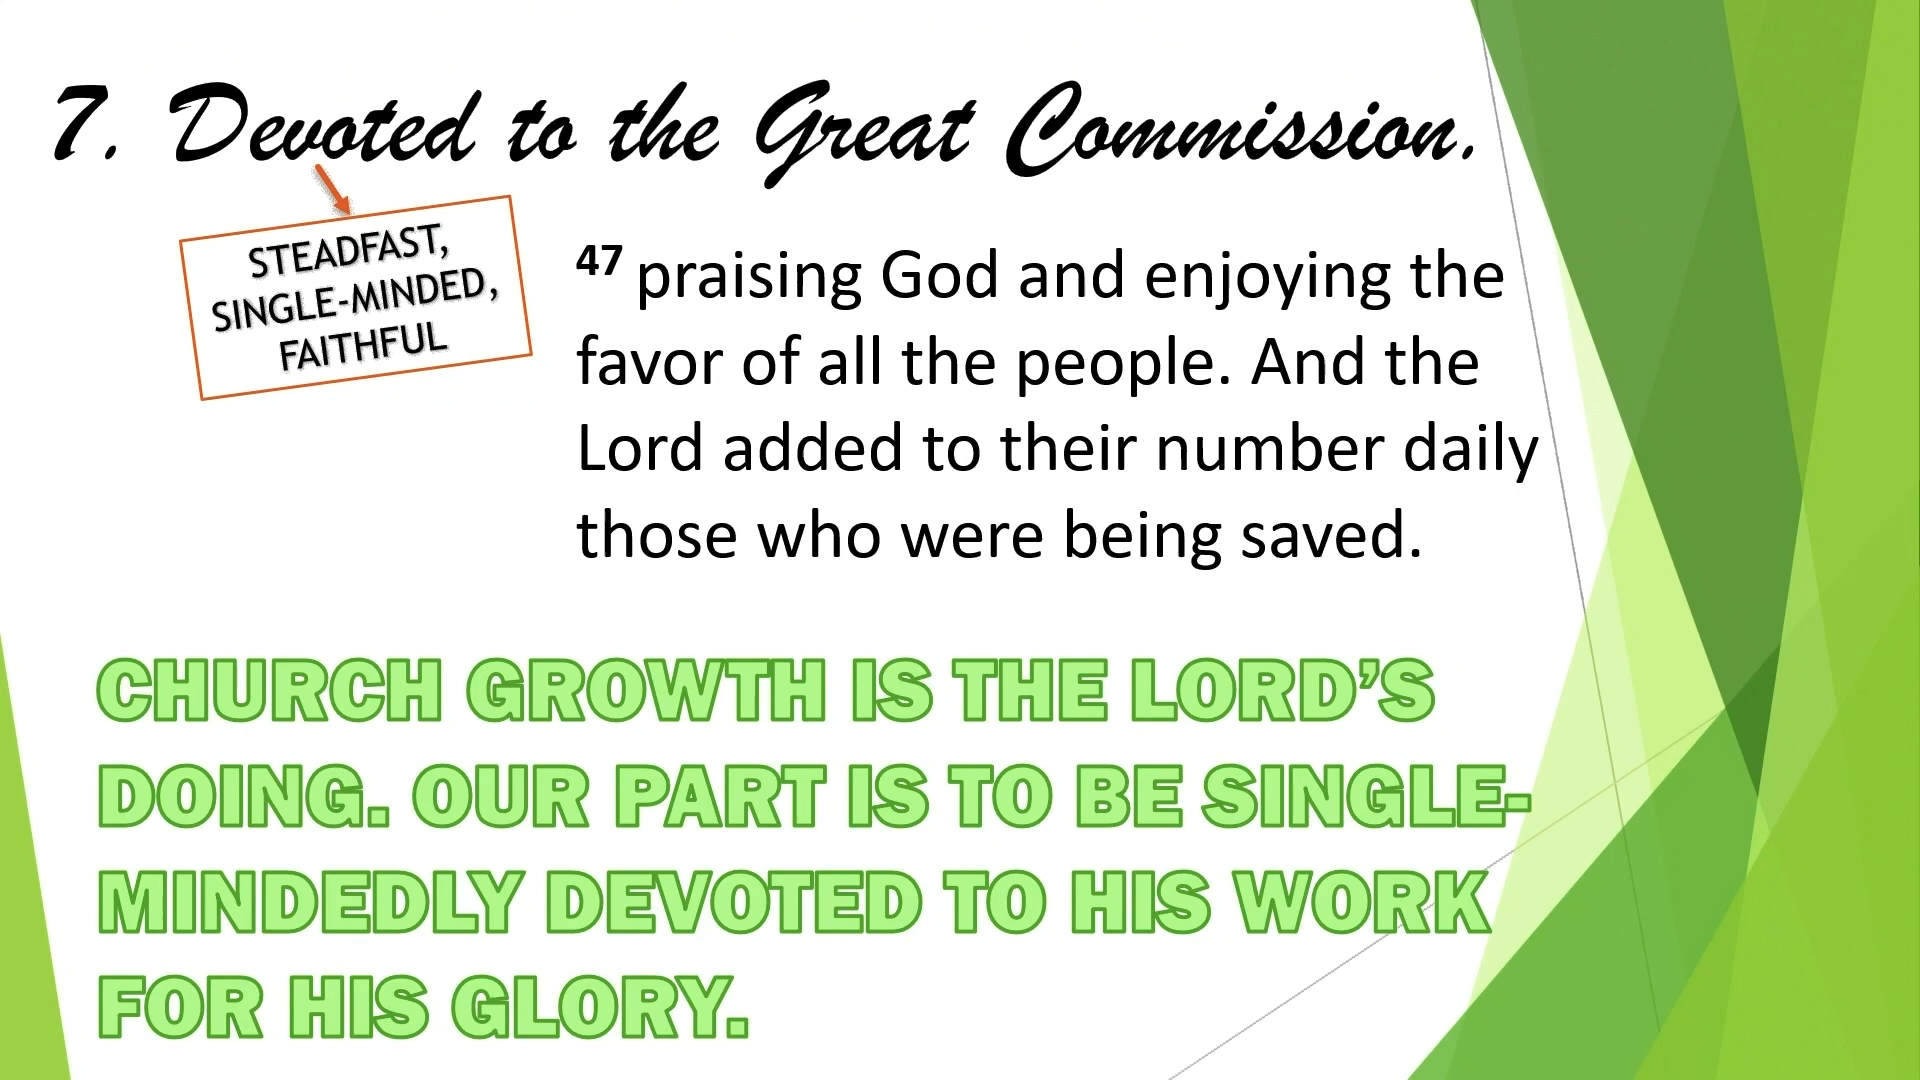 7. Devoted to the Great Commission.
STEADFAST,
SINGLE-MINDED,
FAITHFUL
47 praising God and enjoying the
favor of all the people. And the
Lord added to their number daily
those who were being saved.
CHURCH GROWTH IS THE LORD’S
DOING. OUR PART IS TO BE SINGLE-
MINDEDLY DEVOTED TO HIS WORK
FOR HIS GLORY.